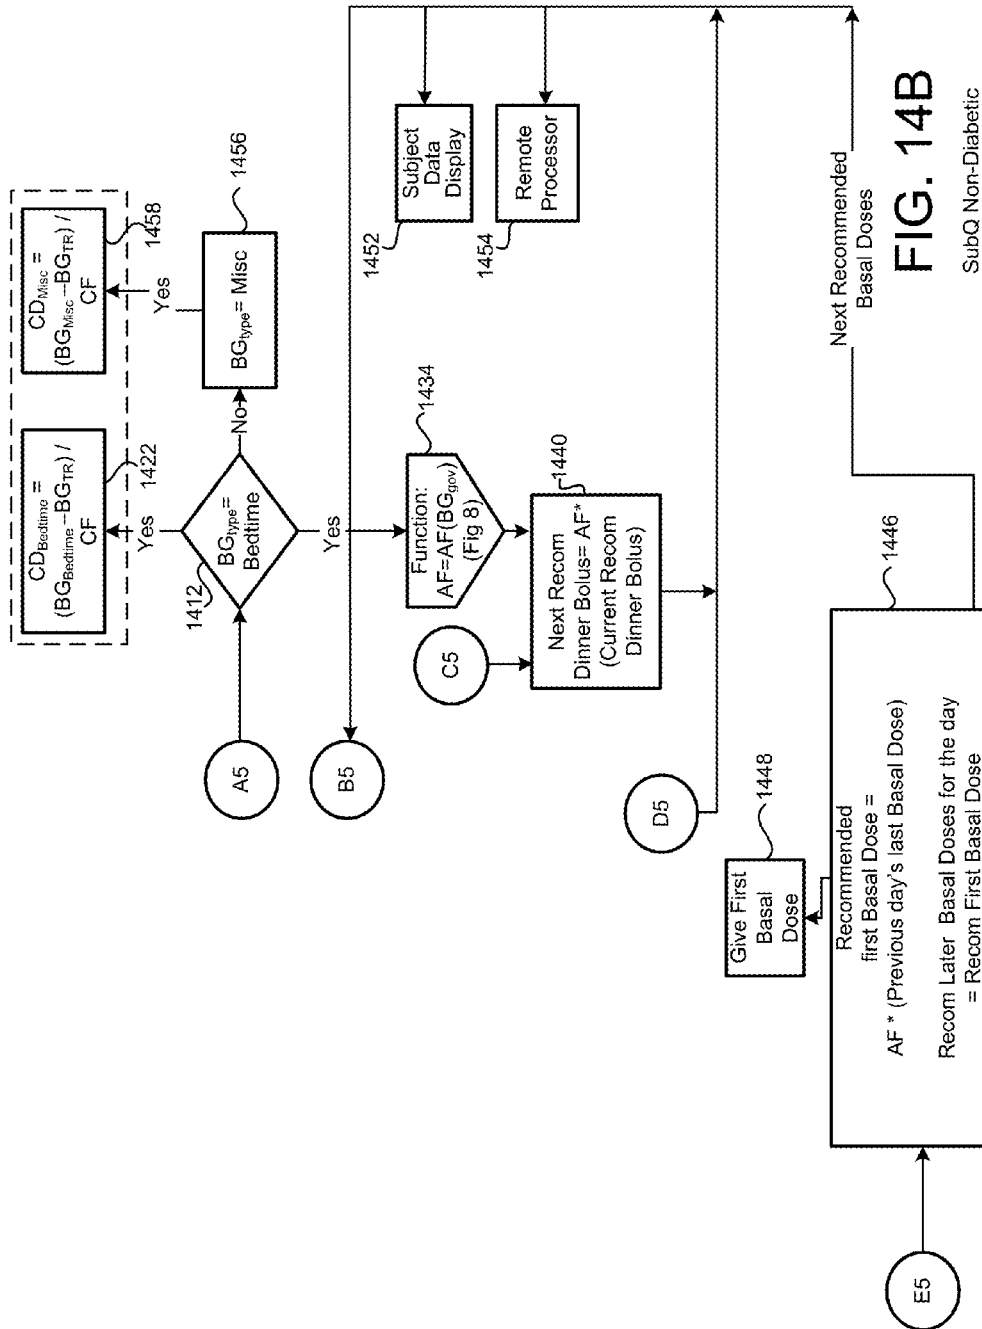 CD_Bedtime =
(BG_Bedtime--BG_TR) /
CF
1422
CD_Misc =
(BG_Misc--BG_TR) /
CF
1458
Yes
Yes
A5
1412
BG_type=
Bedtime
No
BG_type= Misc
1456
Yes
B5
Function:
AF=AF(BG_gov)
(Fig 8)
1434
1452
Subject
Data
Display
C5
Next Recom
Dinner Bolus= AF*
(Current Recom
Dinner Bolus)
1440
1454
Remote
Processor
D5
Give First
Basal
Dose
1448
E5
Recommended
first Basal Dose =
AF * (Previous day's last Basal Dose)
Recom Later Basal Doses for the day
= Recom First Basal Dose
1446
Next Recommended
Basal Doses
FIG. 14B
SubQ Non-Diabetic